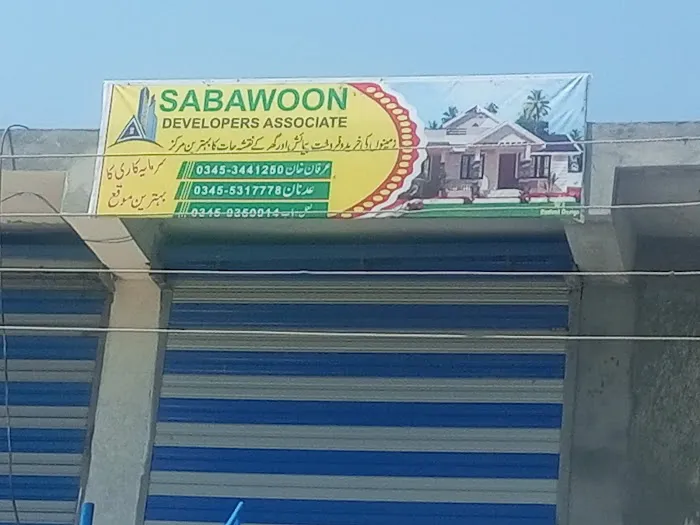 SABAWOON
DEVELOPERS ASSOCIATE
زمینوں کی خرید و فروخت پیمائش اور گھر کے نقشہ جات کا بہترین مرکز
سرمایہ کاری کا
بہترین موقع
عرفان خان 0345-3441250
عدنان 0345-5317778